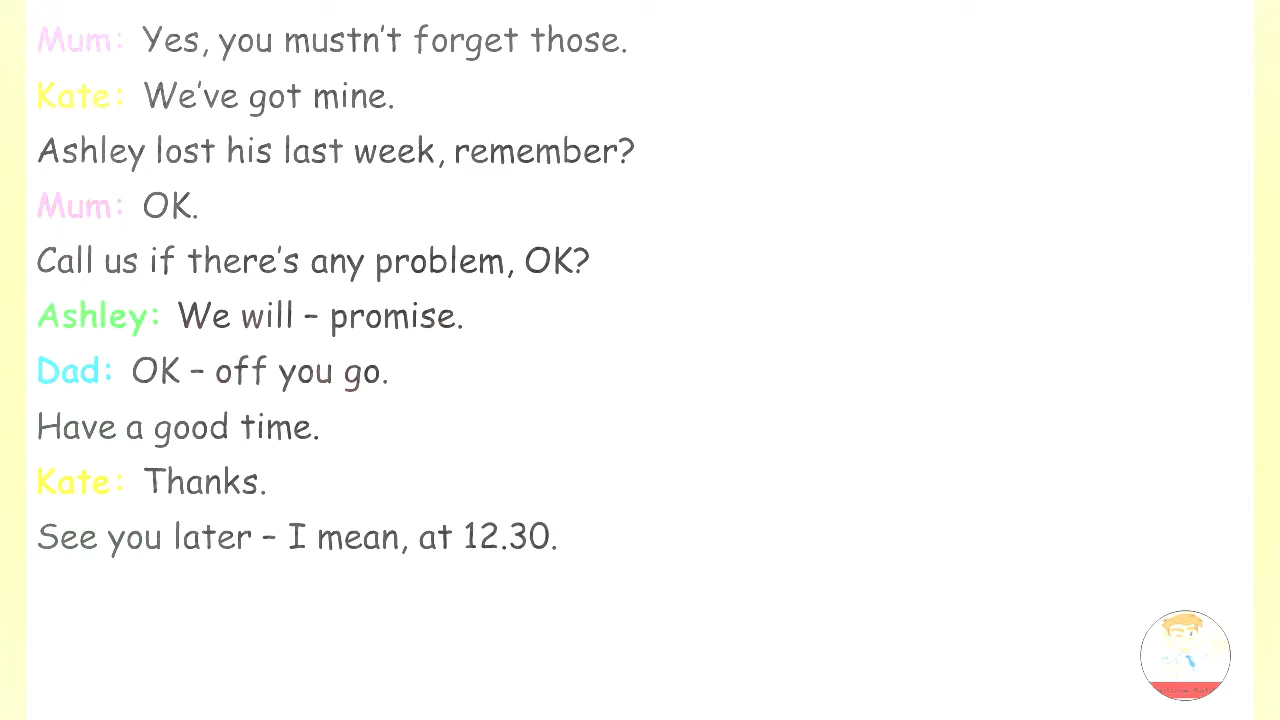 Mum: Yes, you mustn’t forget those.
Kate: We’ve got mine.
Ashley lost his last week, remember?
Mum: OK.
Call us if there’s any problem, OK?
Ashley: We will – promise.
Dad: OK – off you go.
Have a good time.
Kate: Thanks.
See you later – I mean, at 12.30.